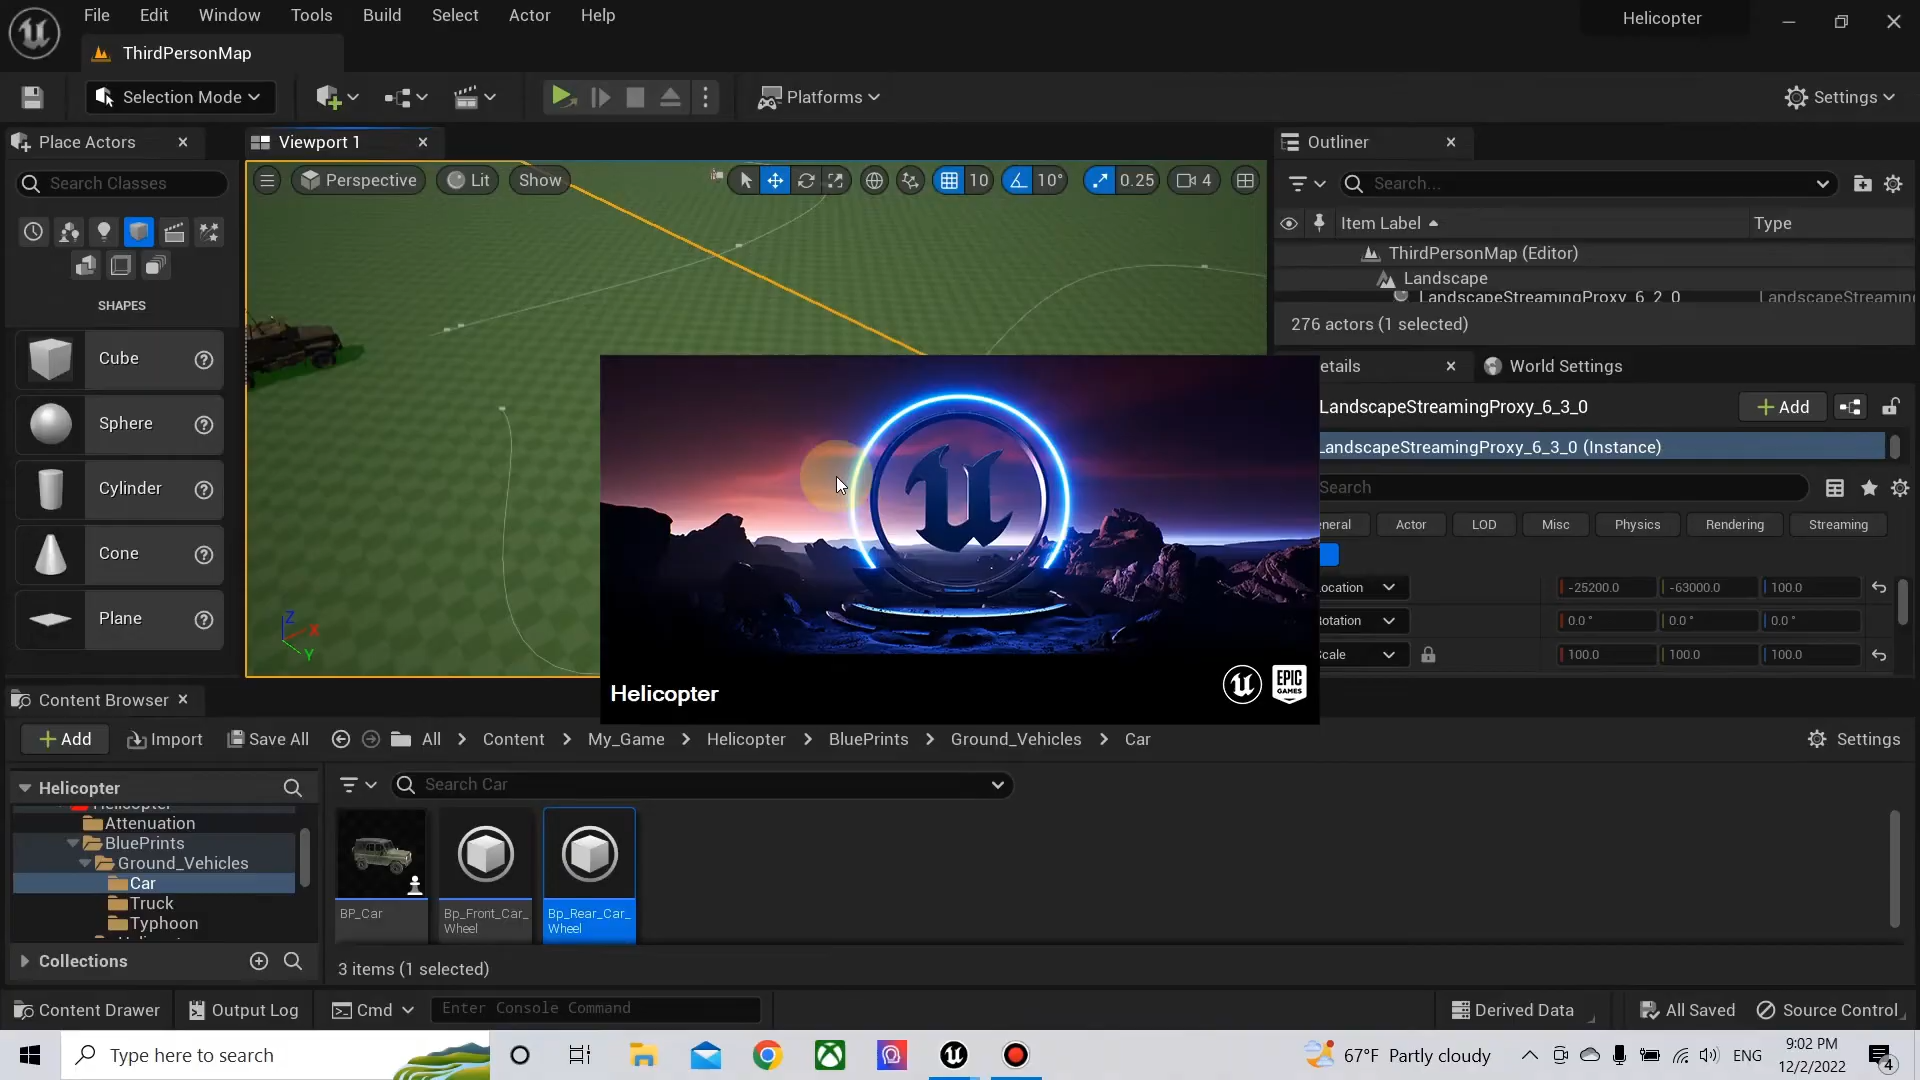 File Edit Window Tools Build Select Actor Help
Helicopter
ThirdPersonMap
Selection Mode
Platforms
Settings
Place Actors
Viewport 1
Outliner
Search Classes
Perspective
Lit
Show
10
10°
0.25
4
Search...
Item Label
Type
ThirdPersonMap (Editor)
Landscape
LandscapeStreamingProxy_6_2_0
LandscapeStreaming
276 actors (1 selected)
SHAPES
Cube
Sphere
Cylinder
Cone
Plane
Z
X
Y
etails
World Settings
LandscapeStreamingProxy_6_3_0
Add
LandscapeStreamingProxy_6_3_0 (Instance)
Search
neral
Actor
LOD
Misc
Physics
Rendering
Streaming
ocation
-25200.0
-63000.0
100.0
otation
0.0 °
0.0 °
0.0 °
cale
100.0
100.0
100.0
Helicopter
EPIC
GAMES
Content Browser
Add
Import
Save All
All
Content
My_Game
Helicopter
BluePrints
Ground_Vehicles
Car
Settings
Helicopter
Search Car
Helicopter
Attenuation
BluePrints
Ground_Vehicles
Car
Truck
Typhoon
BP_Car
Bp_Front_Car_
Wheel
Bp_Rear_Car_
Wheel
Collections
3 items (1 selected)
Content Drawer
Output Log
Cmd
Enter Console Command
Derived Data
All Saved
Source Control
Type here to search
67°F Partly cloudy
ENG
9:02 PM
12/2/2022
4